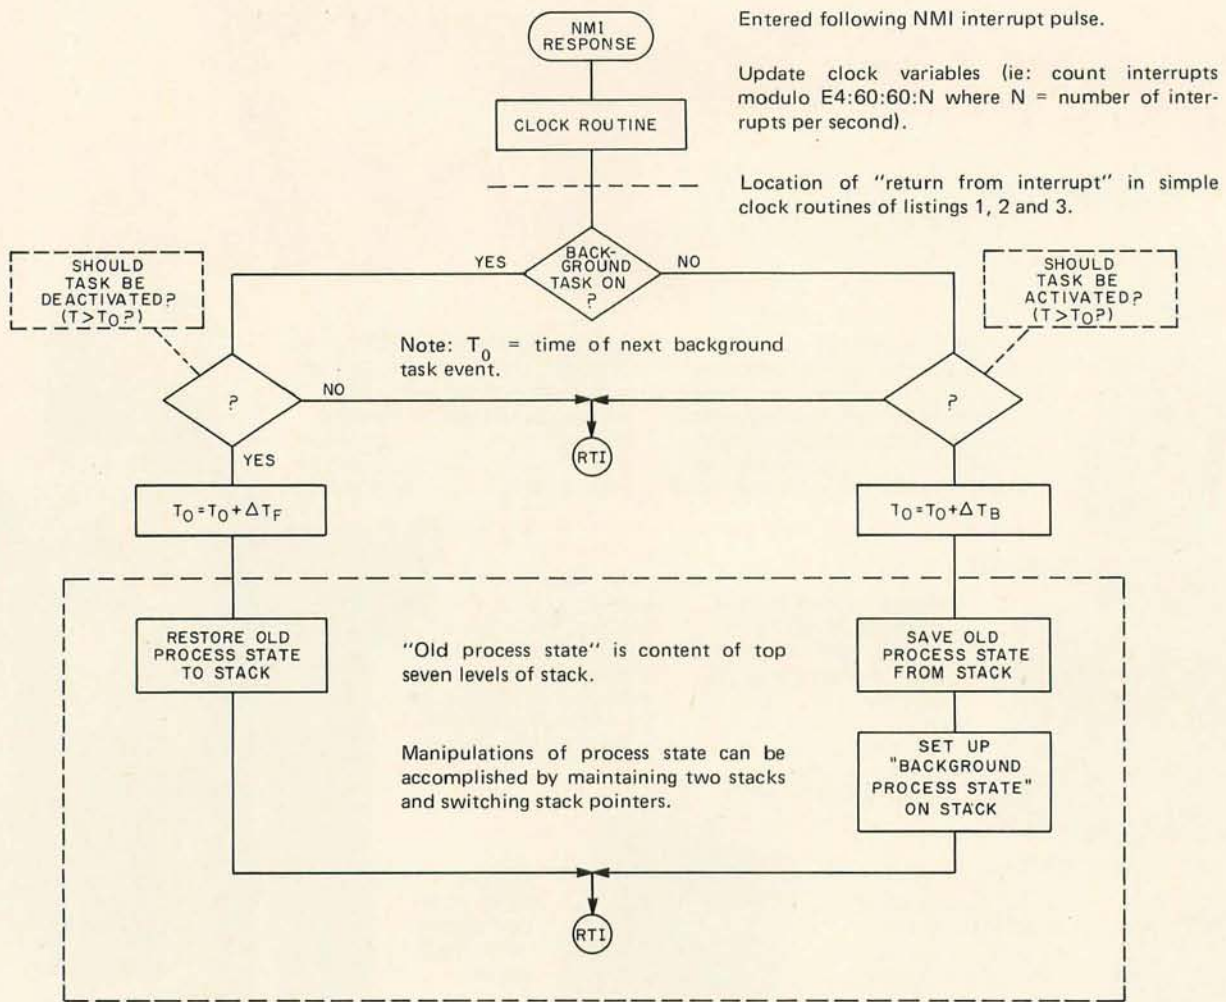 NMI
RESPONSE
Entered following NMI interrupt pulse.
Update clock variables (ie: count interrupts
modulo E4:60:60:N where N = number of inter-
rupts per second).
CLOCK ROUTINE
Location of "return from interrupt" in simple
clock routines of listings 1, 2 and 3.
SHOULD
TASK BE
DEACTIVATED?
(T>T0?)
YES
BACK-
GROUND
TASK ON
?
NO
SHOULD
TASK BE
ACTIVATED?
(T>T0?)
Note: T0 = time of next background
task event.
?
NO
?
RTI
YES
T0=T0+ΔTF
T0=T0+ΔTB
RESTORE OLD
PROCESS STATE
TO STACK
"Old process state" is content of top
seven levels of stack.
SAVE OLD
PROCESS STATE
FROM STACK
Manipulations of process state can be
accomplished by maintaining two stacks
and switching stack pointers.
SET UP
"BACKGROUND
PROCESS STATE"
ON STACK
RTI